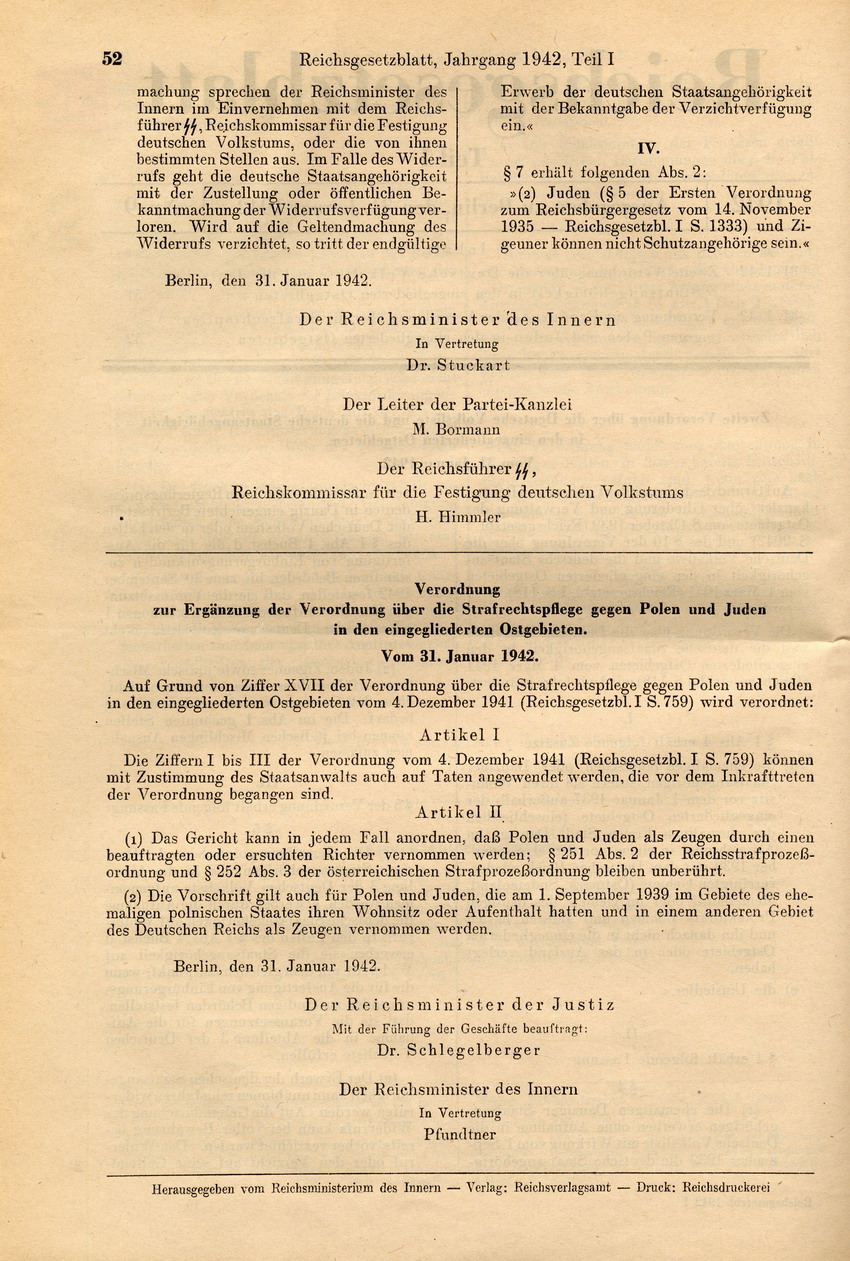 52
Reichsgesetzblatt, Jahrgang 1942, Teil I
machung sprechen der Reichsminister des
Innern im Einvernehmen mit dem Reichs-
führer ᛋᛋ, Reichskommissar für die Festigung
deutschen Volkstums, oder die von ihnen
bestimmten Stellen aus. Im Falle des Wider-
rufs geht die deutsche Staatsangehörigkeit
mit der Zustellung oder öffentlichen Be-
kanntmachung der Widerrufsverfügung ver-
loren. Wird auf die Geltendmachung des
Widerrufs verzichtet, so tritt der endgültige
Erwerb der deutschen Staatsangehörigkeit
mit der Bekanntgabe der Verzichtverfügung
ein.«
IV.
§ 7 erhält folgenden Abs. 2:
»(2) Juden (§ 5 der Ersten Verordnung
zum Reichsbürgergesetz vom 14. November
1935 — Reichsgesetzbl. I S. 1333) und Zi-
geuner können nicht Schutzangehörige sein.«
Berlin, den 31. Januar 1942.
Der Reichsminister des Innern
In Vertretung
Dr. Stuckart
Der Leiter der Partei-Kanzlei
M. Bormann
Der Reichsführer ᛋᛋ,
Reichskommissar für die Festigung deutschen Volkstums
H. Himmler
Verordnung
zur Ergänzung der Verordnung über die Strafrechtspflege gegen Polen und Juden
in den eingegliederten Ostgebieten.
Vom 31. Januar 1942.
Auf Grund von Ziffer XVII der Verordnung über die Strafrechtspflege gegen Polen und Juden
in den eingegliederten Ostgebieten vom 4. Dezember 1941 (Reichsgesetzbl. I S. 759) wird verordnet:
Artikel I
Die Ziffern I bis III der Verordnung vom 4. Dezember 1941 (Reichsgesetzbl. I S. 759) können
mit Zustimmung des Staatsanwalts auch auf Taten angewendet werden, die vor dem Inkrafttreten
der Verordnung begangen sind.
Artikel II
(1) Das Gericht kann in jedem Fall anordnen, daß Polen und Juden als Zeugen durch einen
beauftragten oder ersuchten Richter vernommen werden; § 251 Abs. 2 der Reichsstrafprozeß-
ordnung und § 252 Abs. 3 der österreichischen Strafprozeßordnung bleiben unberührt.
(2) Die Vorschrift gilt auch für Polen und Juden, die am 1. September 1939 im Gebiete des ehe-
maligen polnischen Staates ihren Wohnsitz oder Aufenthalt hatten und in einem anderen Gebiet
des Deutschen Reichs als Zeugen vernommen werden.
Berlin, den 31. Januar 1942.
Der Reichsminister der Justiz
Mit der Führung der Geschäfte beauftragt:
Dr. Schlegelberger
Der Reichsminister des Innern
In Vertretung
Pfundtner
Herausgegeben vom Reichsministerium des Innern — Verlag: Reichsverlagsamt — Druck: Reichsdruckerei